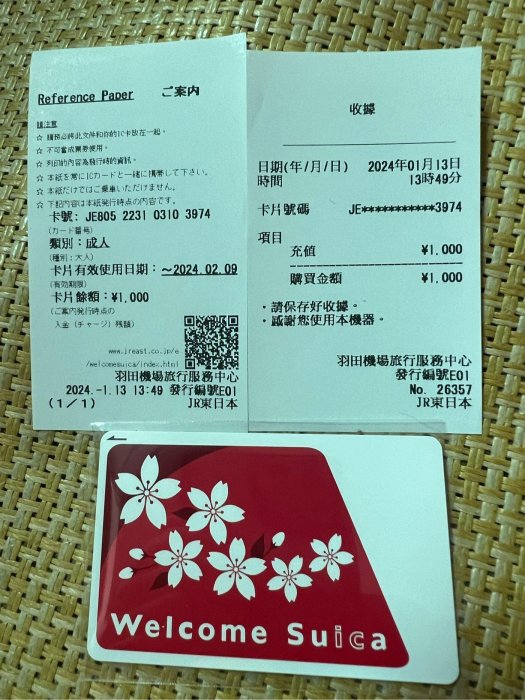 Reference Paper ご案内
請注意
☆ 請務必將此文件和你的IC卡放在一起。
☆ 不可當成票券使用。
☆ 列印的內容為發行時的資訊。
☆ 本紙を常にICカードと一緒に携帯して下さい。
☆ 本紙だけではご乗車いただけません。
☆ 下記内容は本紙発行時点の内容です。
卡號: JE805 2231 0310 3974
(カード番号)
類別：成人
(種別：大人)
卡片有效使用日期：～2024.02.09
(有効期限)
卡片餘額：¥1,000
(ご案内発行時点の
入金（チャージ）残額)
www.jreast.co.jp/e
/welcomesuica/index.html
羽田機場旅行服務中心
2024.-1.13 13:49 發行編號E01
(1/1) JR東日本
收據
日期(年/月/日) 2024年01月13日
時間 13時49分
卡片號碼 JE***********3974
項目
充値 ¥1,000
購買金額 ¥1,000
・請保存好收據。
・感謝您使用本機器。
羽田機場旅行服務中心
發行編號E01
No. 26357
JR東日本
Welcome Suica